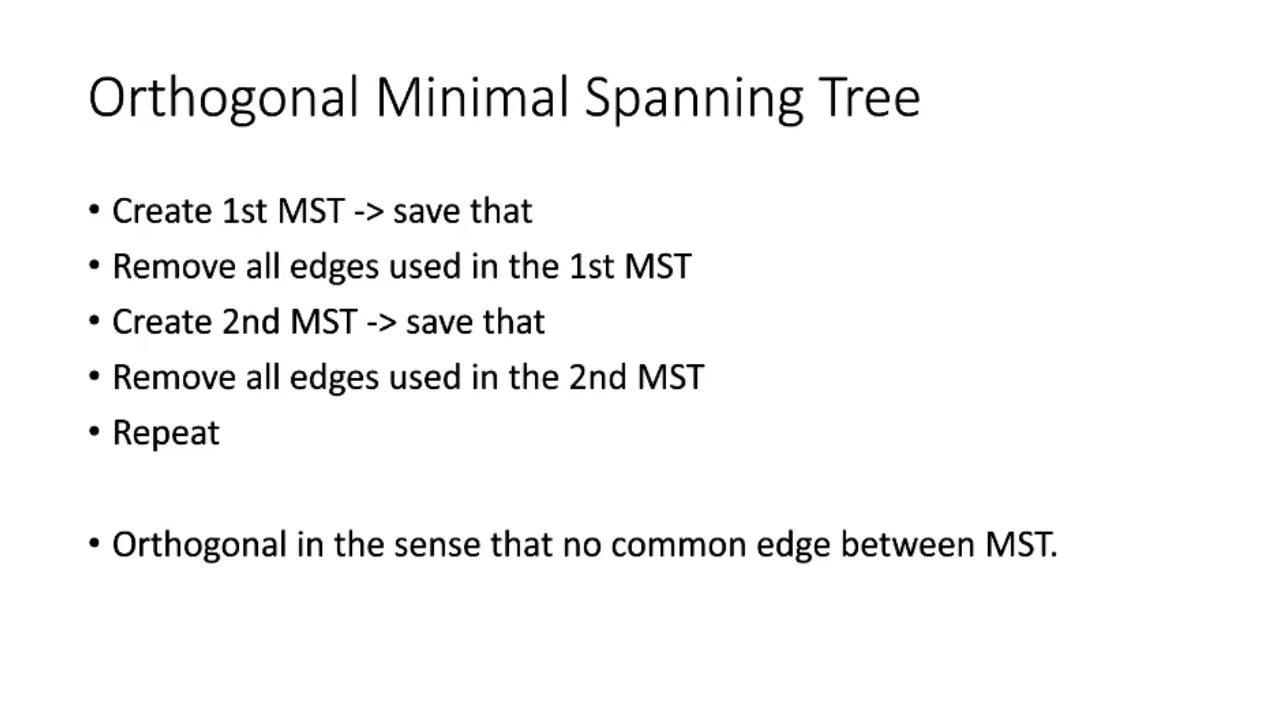 Orthogonal Minimal Spanning Tree
• Create 1st MST -> save that
• Remove all edges used in the 1st MST
• Create 2nd MST -> save that
• Remove all edges used in the 2nd MST
• Repeat
• Orthogonal in the sense that no common edge between MST.